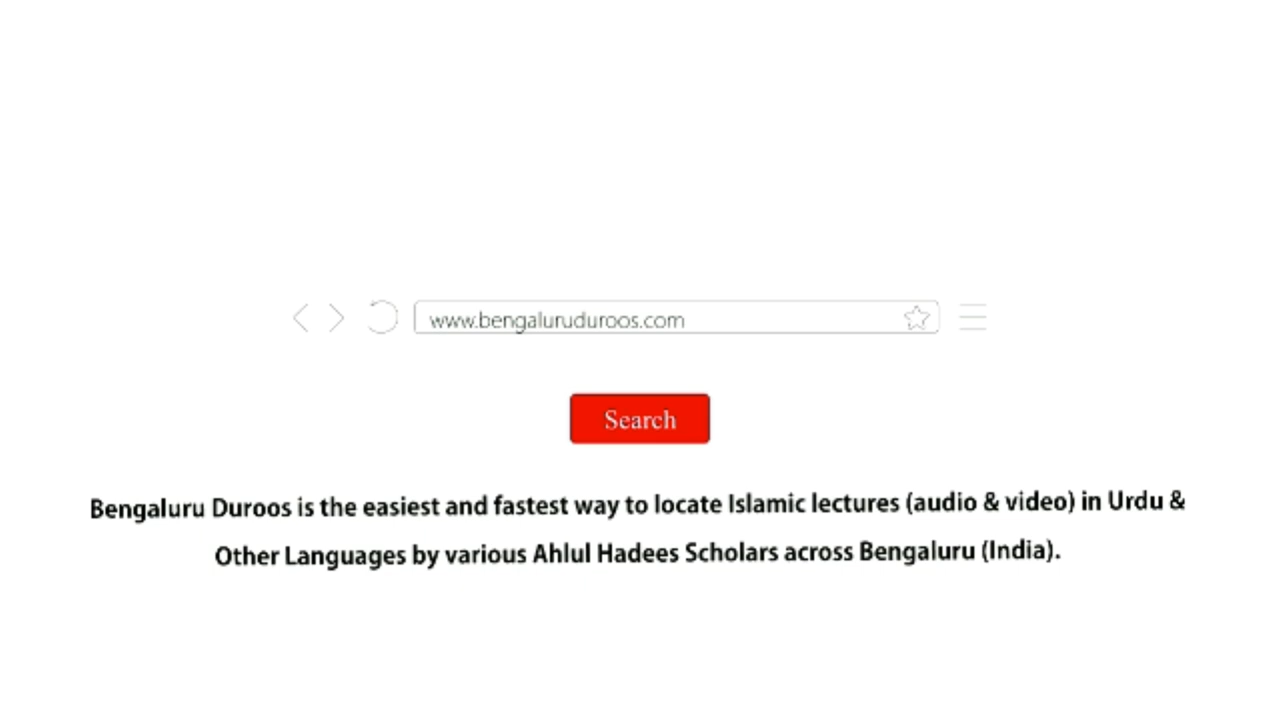 www.bengaluruduroos.com
Search
Bengaluru Duroos is the easiest and fastest way to locate Islamic lectures (audio & video) in Urdu &
Other Languages by various Ahlul Hadees Scholars across Bengaluru (India).